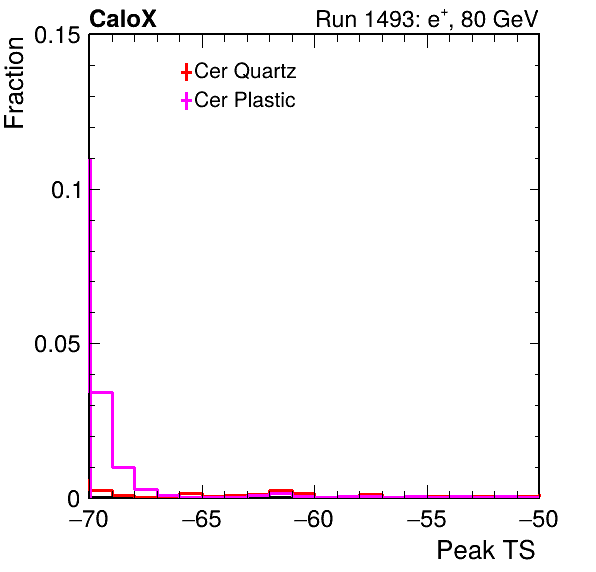 CaloX Run 1493: e⁺, 80 GeV
Fraction
0.15
Cer Quartz
Cer Plastic
0.1
0.05
0
−70 −65 −60 −55 −50
Peak TS